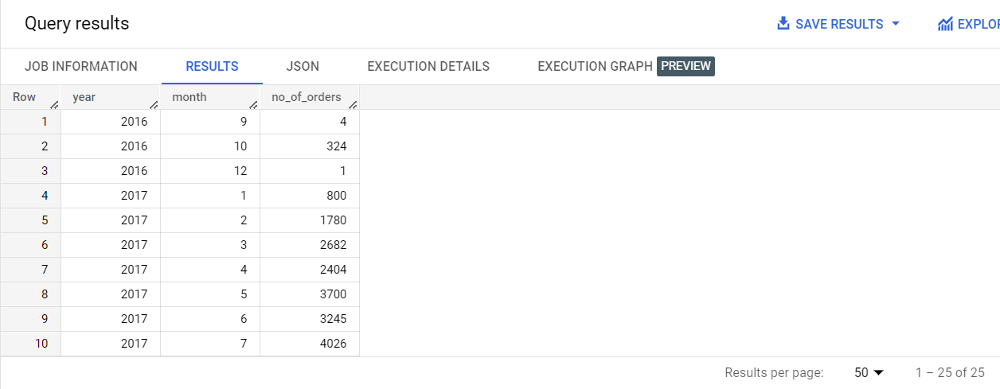 Query results SAVE RESULTS
JOB INFORMATION RESULTS JSON EXECUTION DETAILS EXECUTION GRAPH PREVIEW
Row year month no_of_orders
1 2016 9 4
2 2016 10 324
3 2016 12 1
4 2017 1 800
5 2017 2 1780
6 2017 3 2682
7 2017 4 2404
8 2017 5 3700
9 2017 6 3245
10 2017 7 4026
Results per page: 50 1 – 25 of 25